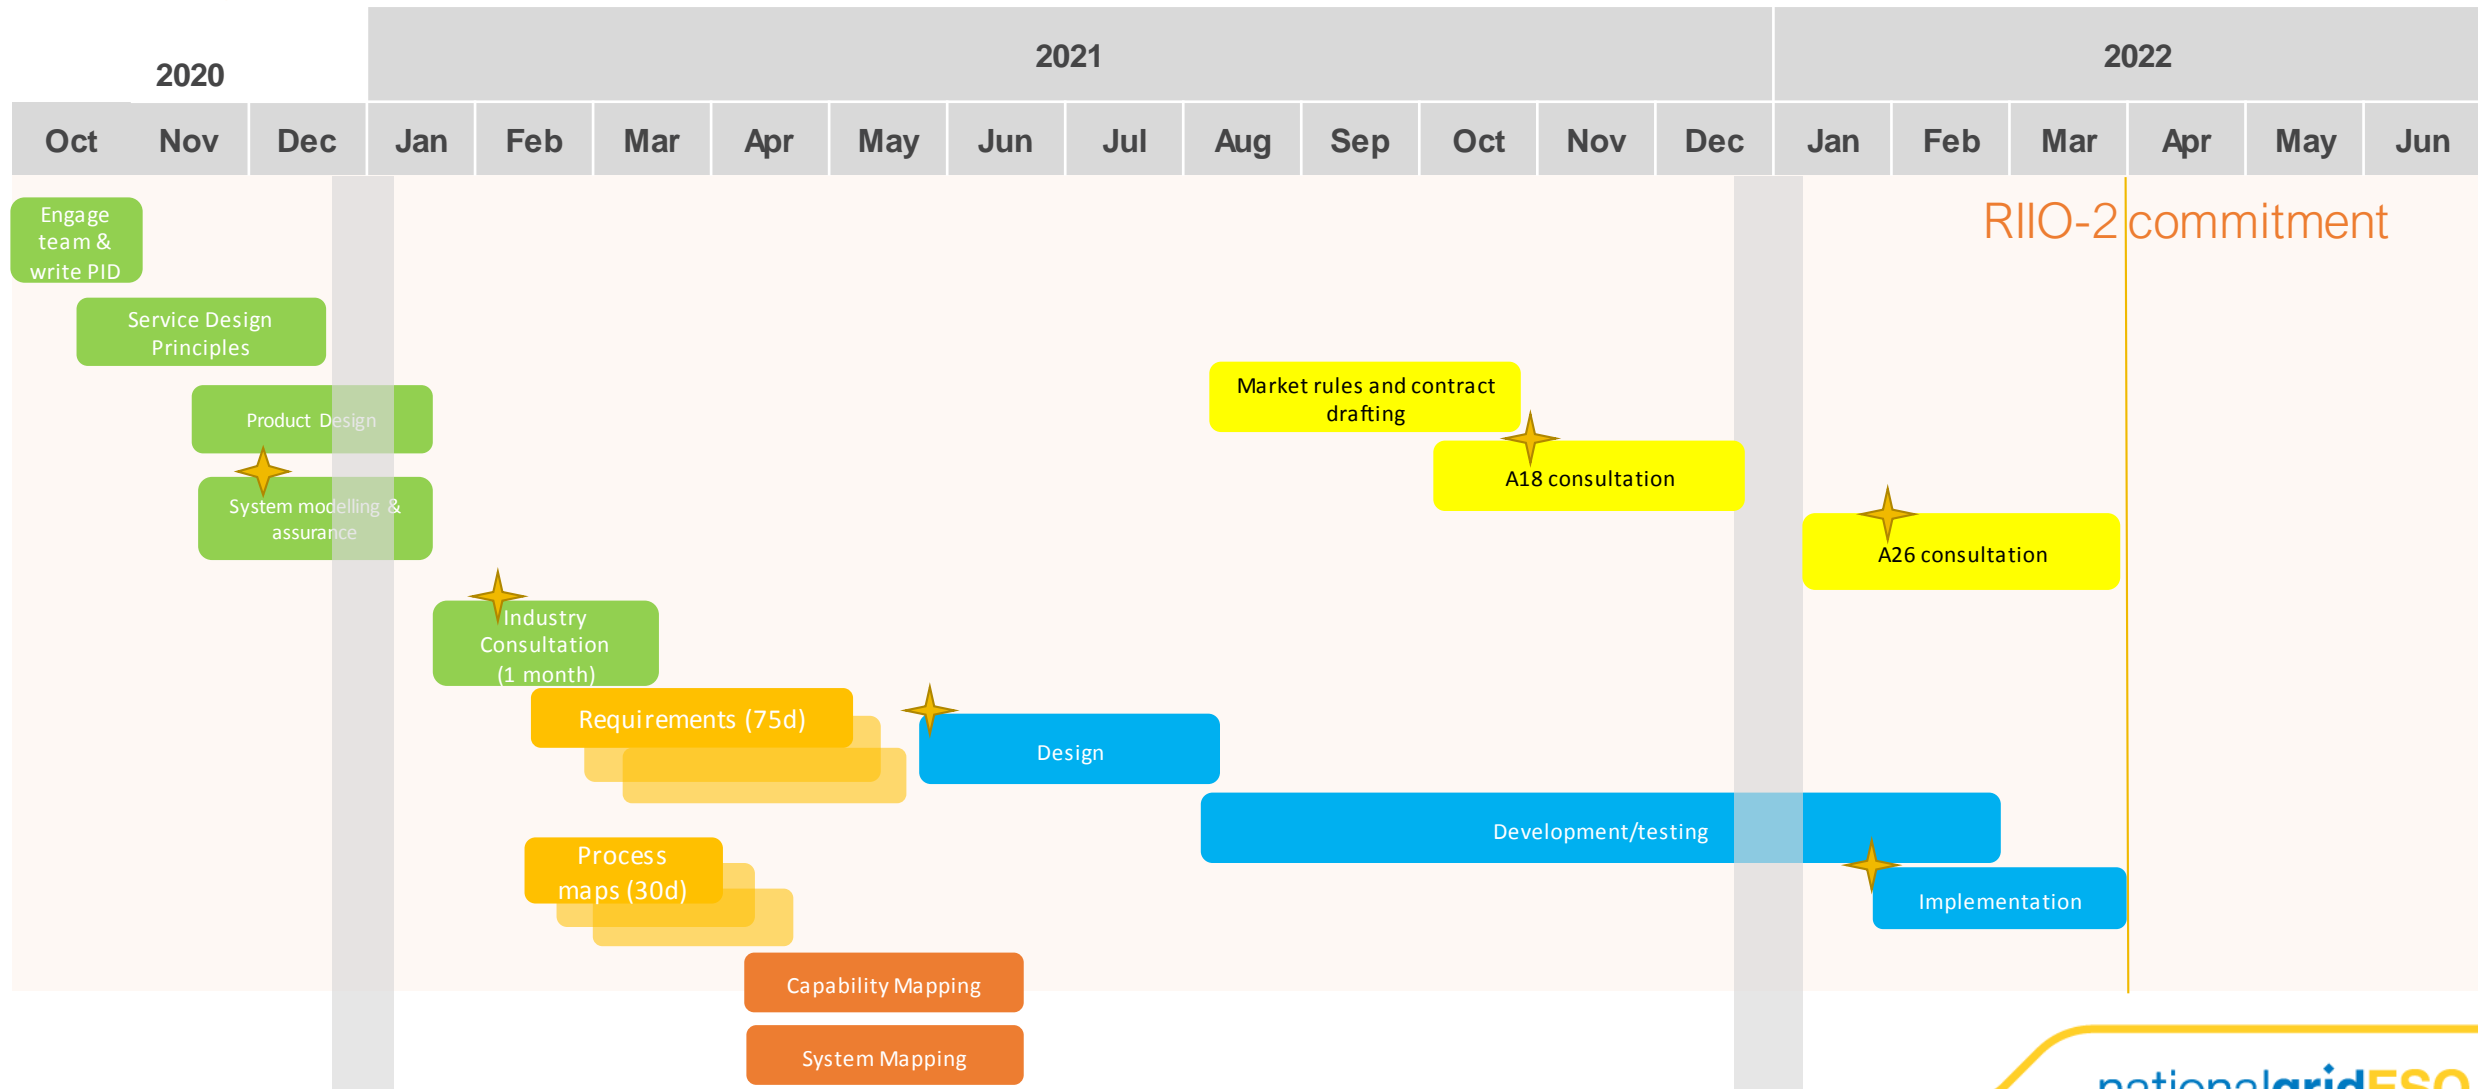 2020
2021
2022
Oct
Nov
Dec
Jan
Feb
Mar
Apr
May
Jun
Jul
Aug
Sep
Oct
Nov
Dec
Jan
Feb
Mar
Apr
May
Jun
Engage
team &
write PID
RIIO-2 commitment
Service Design
Principles
Product Design
Market rules and contract
drafting
System modelling &
assurance
A18 consultation
A26 consultation
Industry
Consultation
(1 month)
Requirements (75d)
Design
Development/testing
Process
maps (30d)
Implementation
Capability Mapping
System Mapping
nationalgridESO